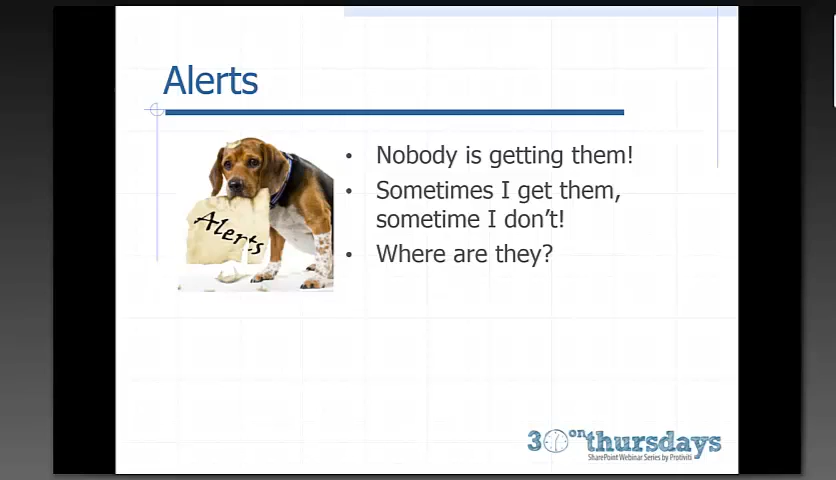 Alerts
Alerts
• Nobody is getting them!
• Sometimes I get them,
sometime I don't!
• Where are they?
30 on thursdays
SharePoint Webinar Series by Protiviti